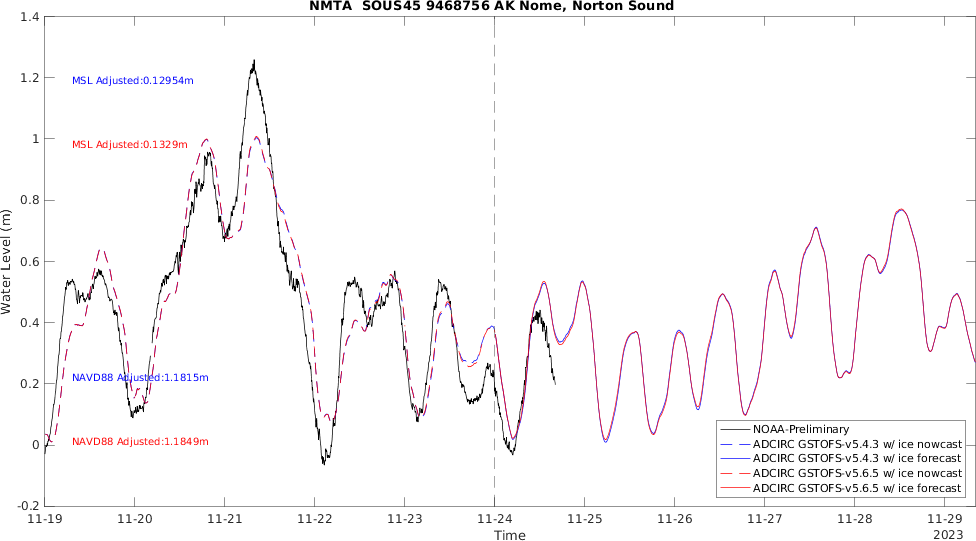 NMTA SOUS45 9468756 AK Nome, Norton Sound
1.4
1.2
1
0.8
0.6
0.4
0.2
0
-0.2
Water Level (m)
MSL Adjusted:0.12954m
MSL Adjusted:0.1329m
NAVD88 Adjusted:1.1815m
NAVD88 Adjusted:1.1849m
NOAA-Preliminary
ADCIRC GSTOFS-v5.4.3 w/ ice nowcast
ADCIRC GSTOFS-v5.4.3 w/ ice forecast
ADCIRC GSTOFS-v5.6.5 w/ ice nowcast
ADCIRC GSTOFS-v5.6.5 w/ ice forecast
11-19 11-20 11-21 11-22 11-23 11-24 11-25 11-26 11-27 11-28 11-29
Time
2023